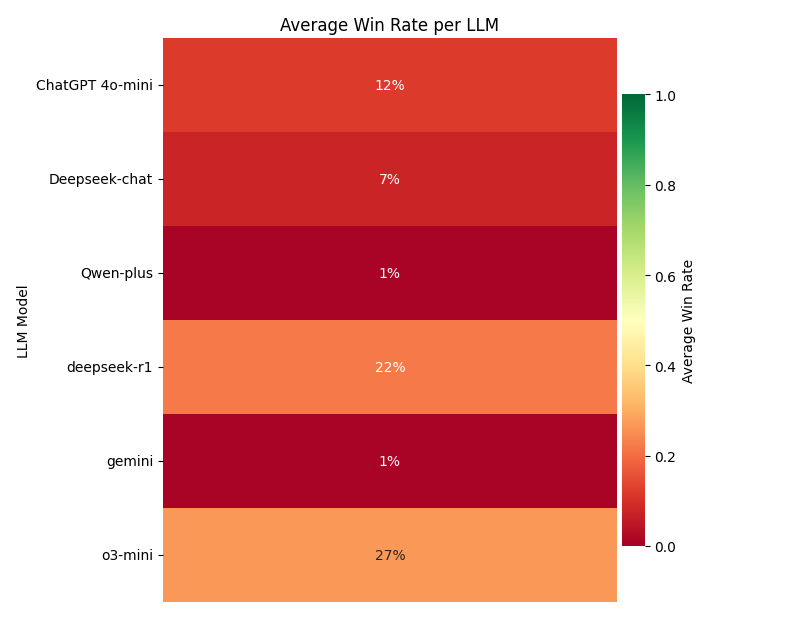 Average Win Rate per LLM
LLM Model
ChatGPT 4o-mini
12%
Deepseek-chat
7%
Qwen-plus
1%
deepseek-r1
22%
gemini
1%
o3-mini
27%
1.0
0.8
0.6
0.4
0.2
0.0
Average Win Rate